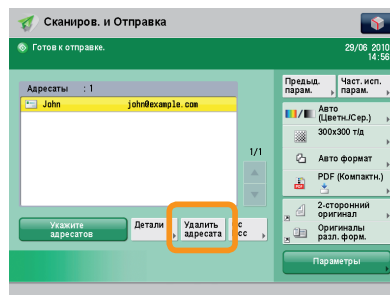 Сканиров. и Отправка
Готов к отправке.
29/06 2010
14:56
Адресаты : 1
John john@example.com
1/1
Укажите
адресатов
Детали
Удалить
адресата
Предыд.
парам.
Част. исп.
парам.
Авто
(Цветн./Сер.)
300x300 т/д
Авто формат
PDF (Компактн.)
2-сторонний
оригинал
Оригиналы
разл. форм.
Параметры